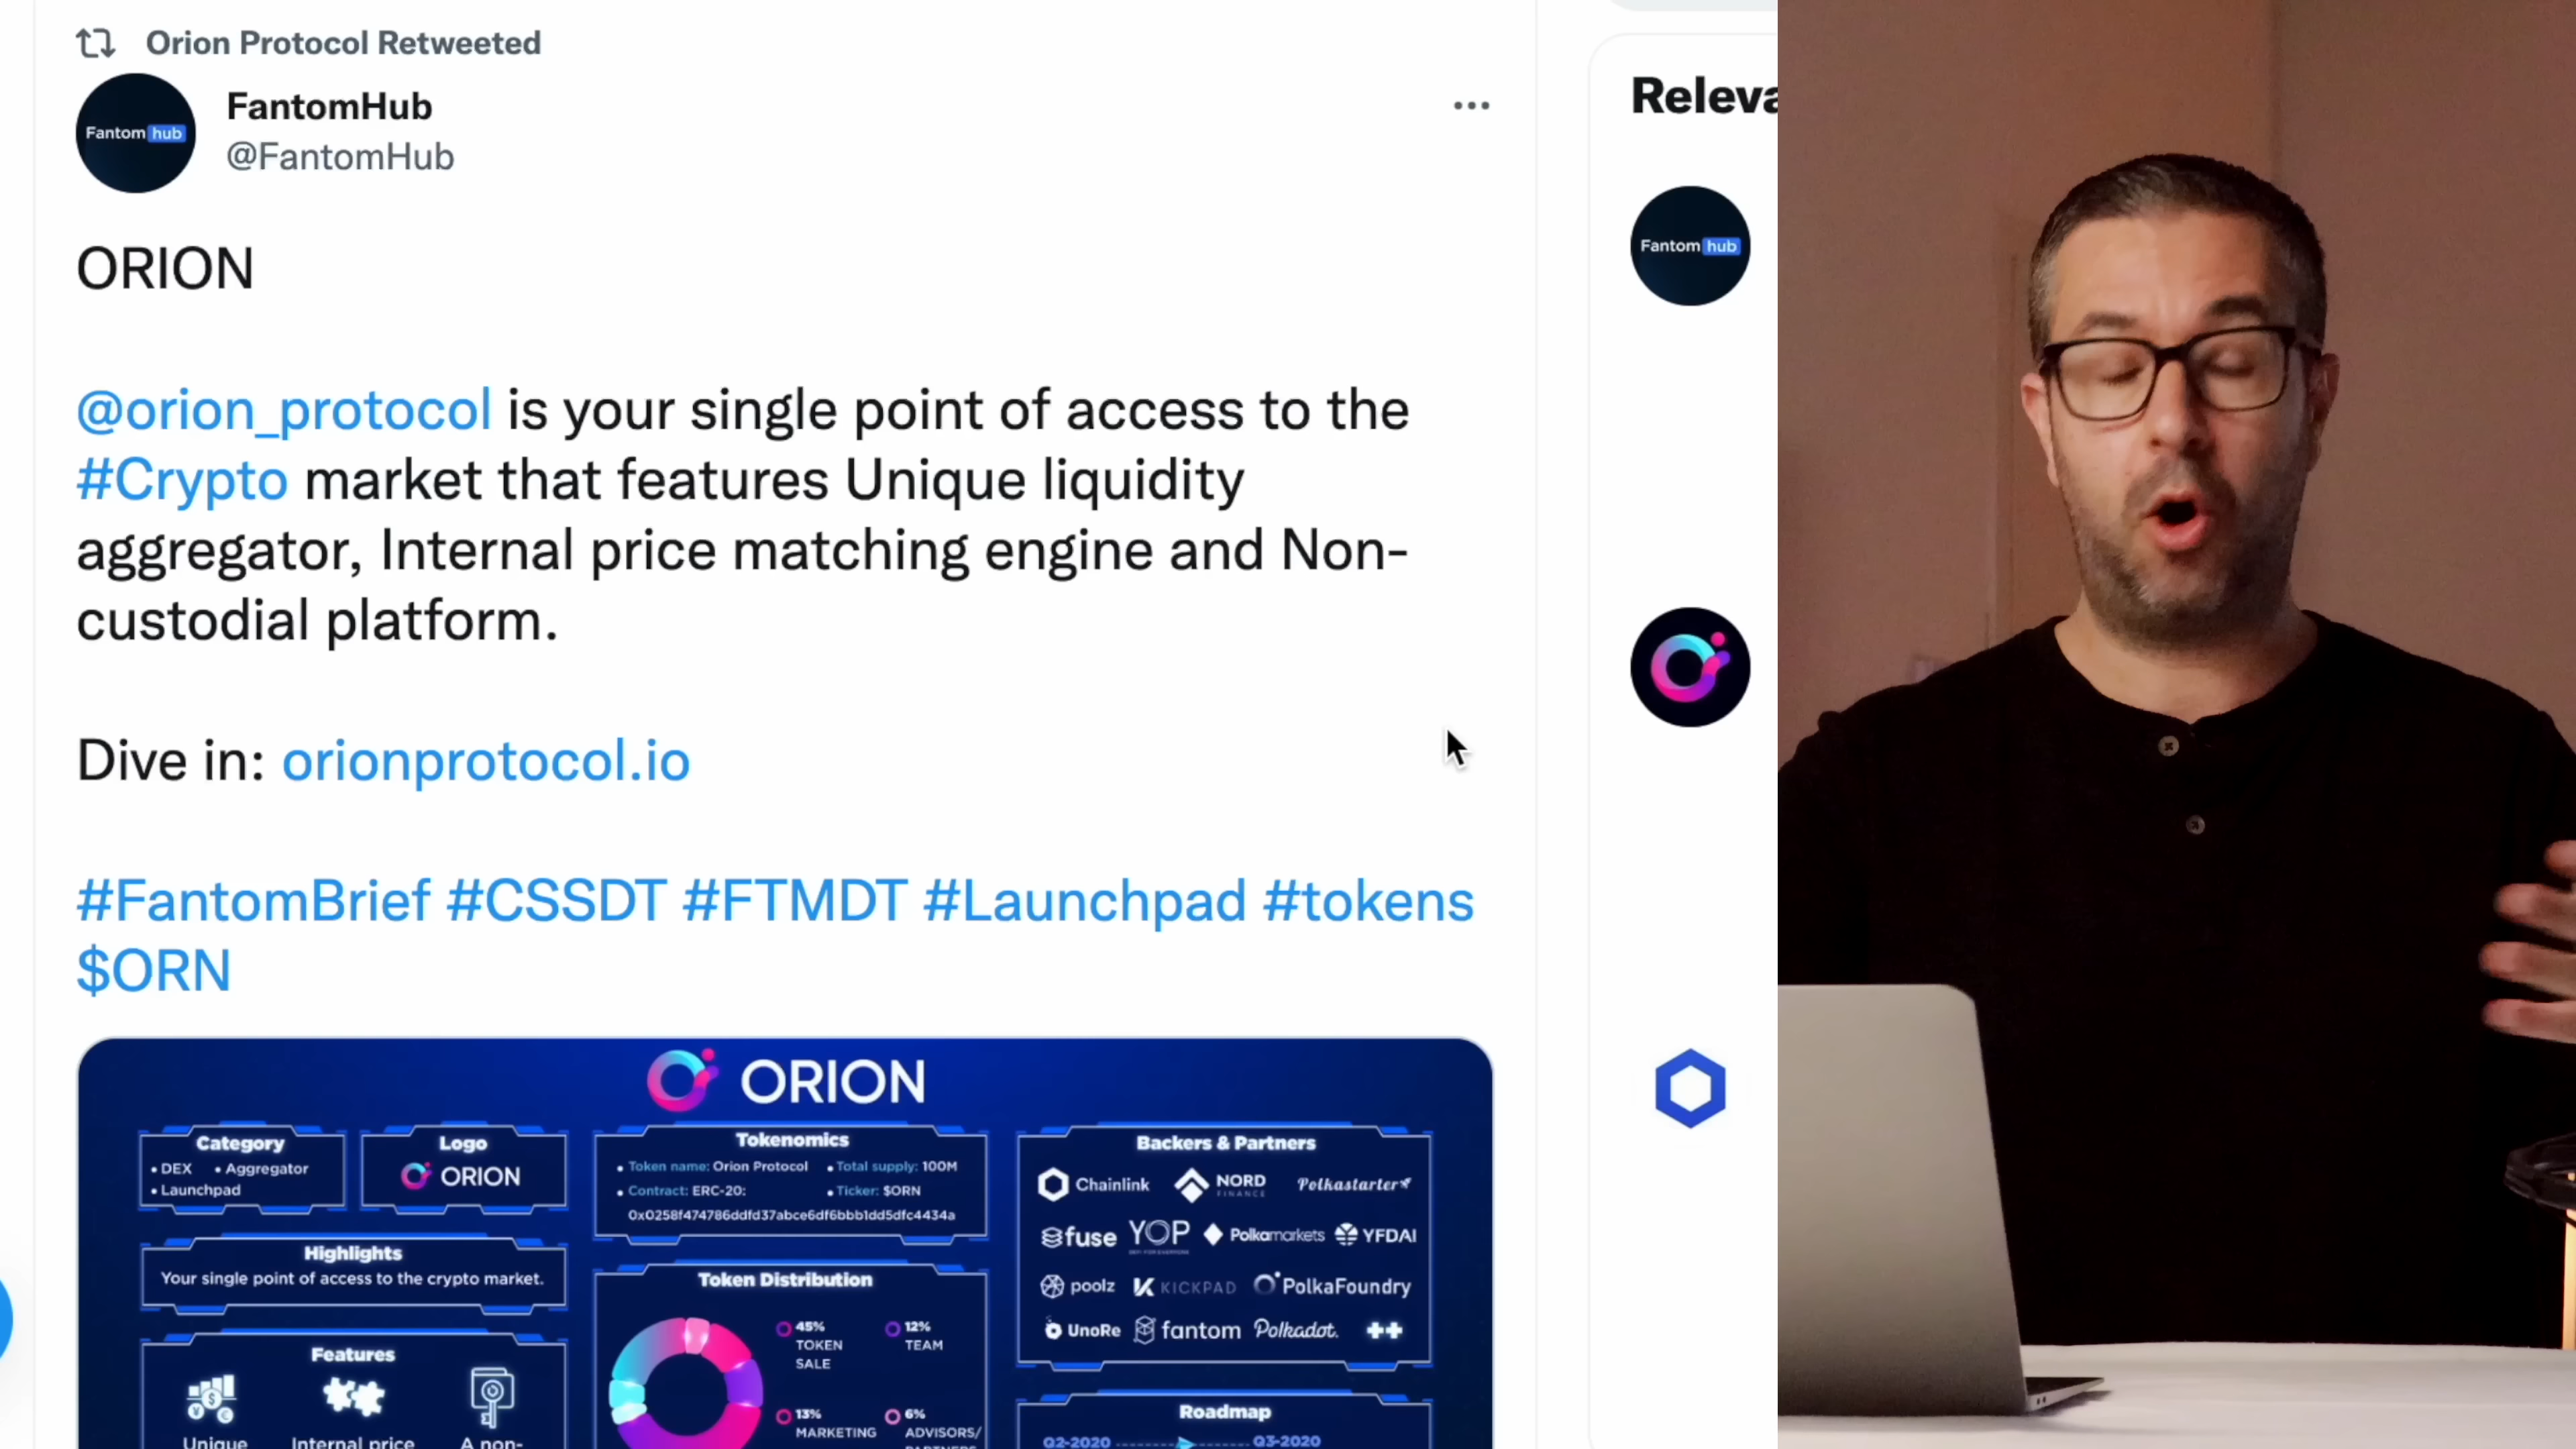 Orion Protocol Retweeted
FantomHub
@FantomHub
Fantom hub
ORION
@orion_protocol is your single point of access to the
#Crypto market that features Unique liquidity
aggregator, Internal price matching engine and Non-
custodial platform.
Dive in: orionprotocol.io
#FantomBrief #CSSDT #FTMDT #Launchpad #tokens
$ORN
ORION
Category
• DEX • Aggregator
• Launchpad
Logo
ORION
Highlights
Your single point of access to the crypto market.
Features
Unique
Internal price
A non-
Tokenomics
• Token name: Orion Protocol • Total supply: 100M
• Contract: ERC-20: • Ticker: $ORN
0x0258f474786ddfd37abce6df6bbb1dd5dfc4434a
Token Distribution
45%
TOKEN
SALE
12%
TEAM
13%
MARKETING
6%
ADVISORS/
Backers & Partners
Chainlink NORD FINANCE Polkastarter
fuse YOP Polkamarkets YFDAI
poolz KICKPAD PolkaFoundry
UnoRe fantom Polkadot.
Roadmap
Q2-2020 Q3-2020
Fantom hub